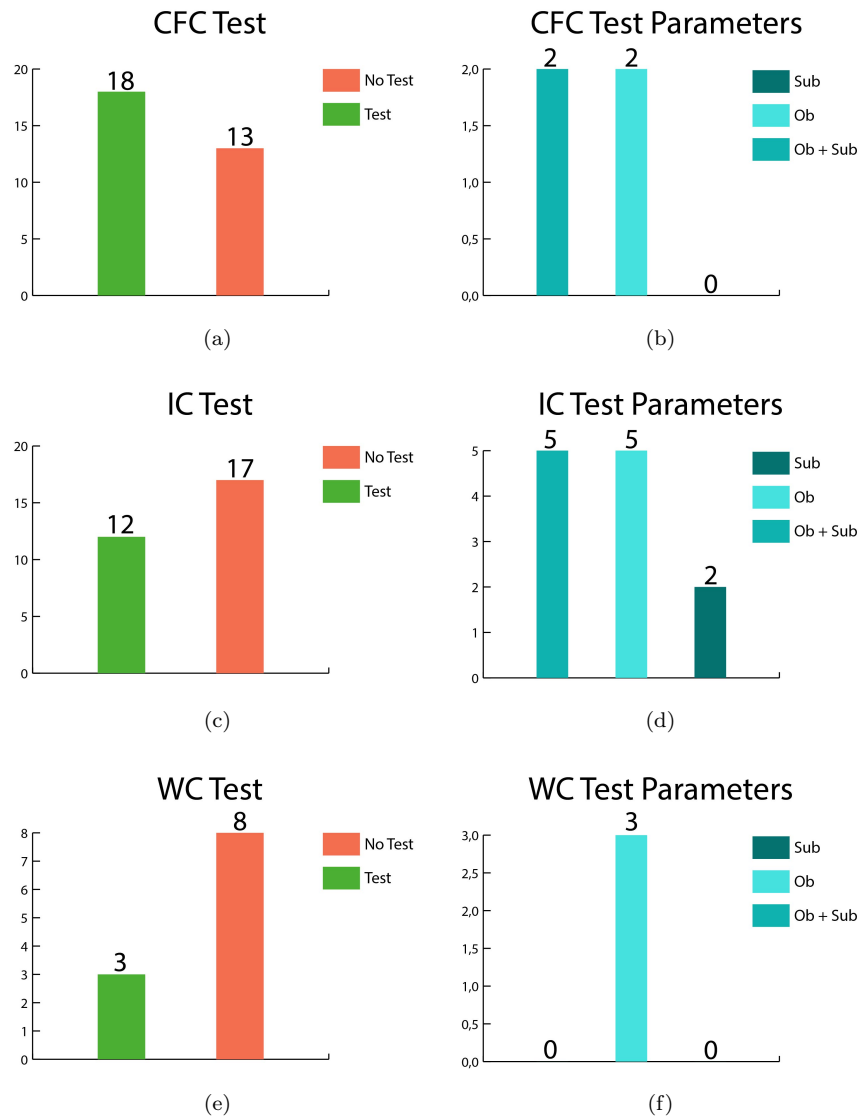 CFC Test
20
15
10
5
0
18
13
No Test
Test
(a)
CFC Test Parameters
2,0
1,5
1,0
0,5
0,0
2
2
0
Sub
Ob
Ob + Sub
(b)
IC Test
20
15
10
5
0
12
17
No Test
Test
(c)
IC Test Parameters
5
4
3
2
1
0
5
5
2
Sub
Ob
Ob + Sub
(d)
WC Test
8
7
6
5
4
3
2
1
0
3
8
No Test
Test
(e)
WC Test Parameters
3,0
2,5
2,0
1,5
1,0
0,5
0,0
0
3
0
Sub
Ob
Ob + Sub
(f)